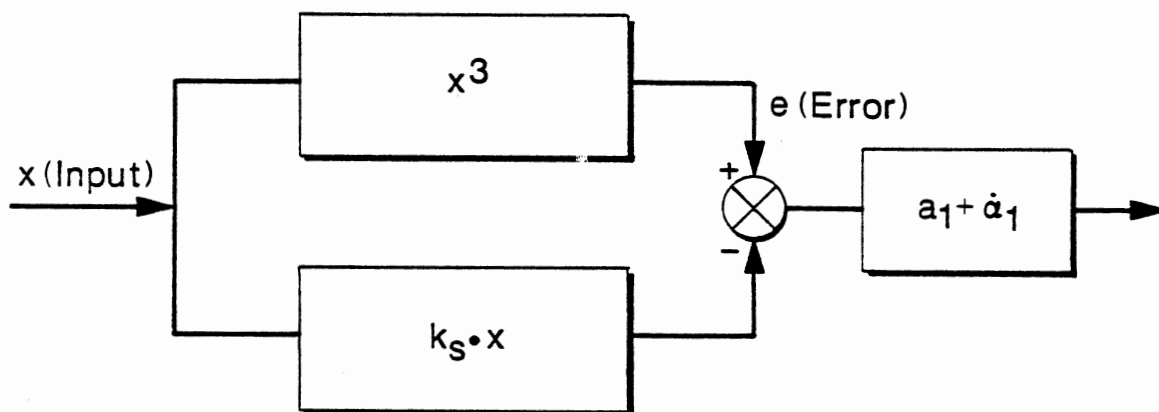 x³
e (Error)
x (Input)
+
a₁ + α̇₁
−
kₛ • x